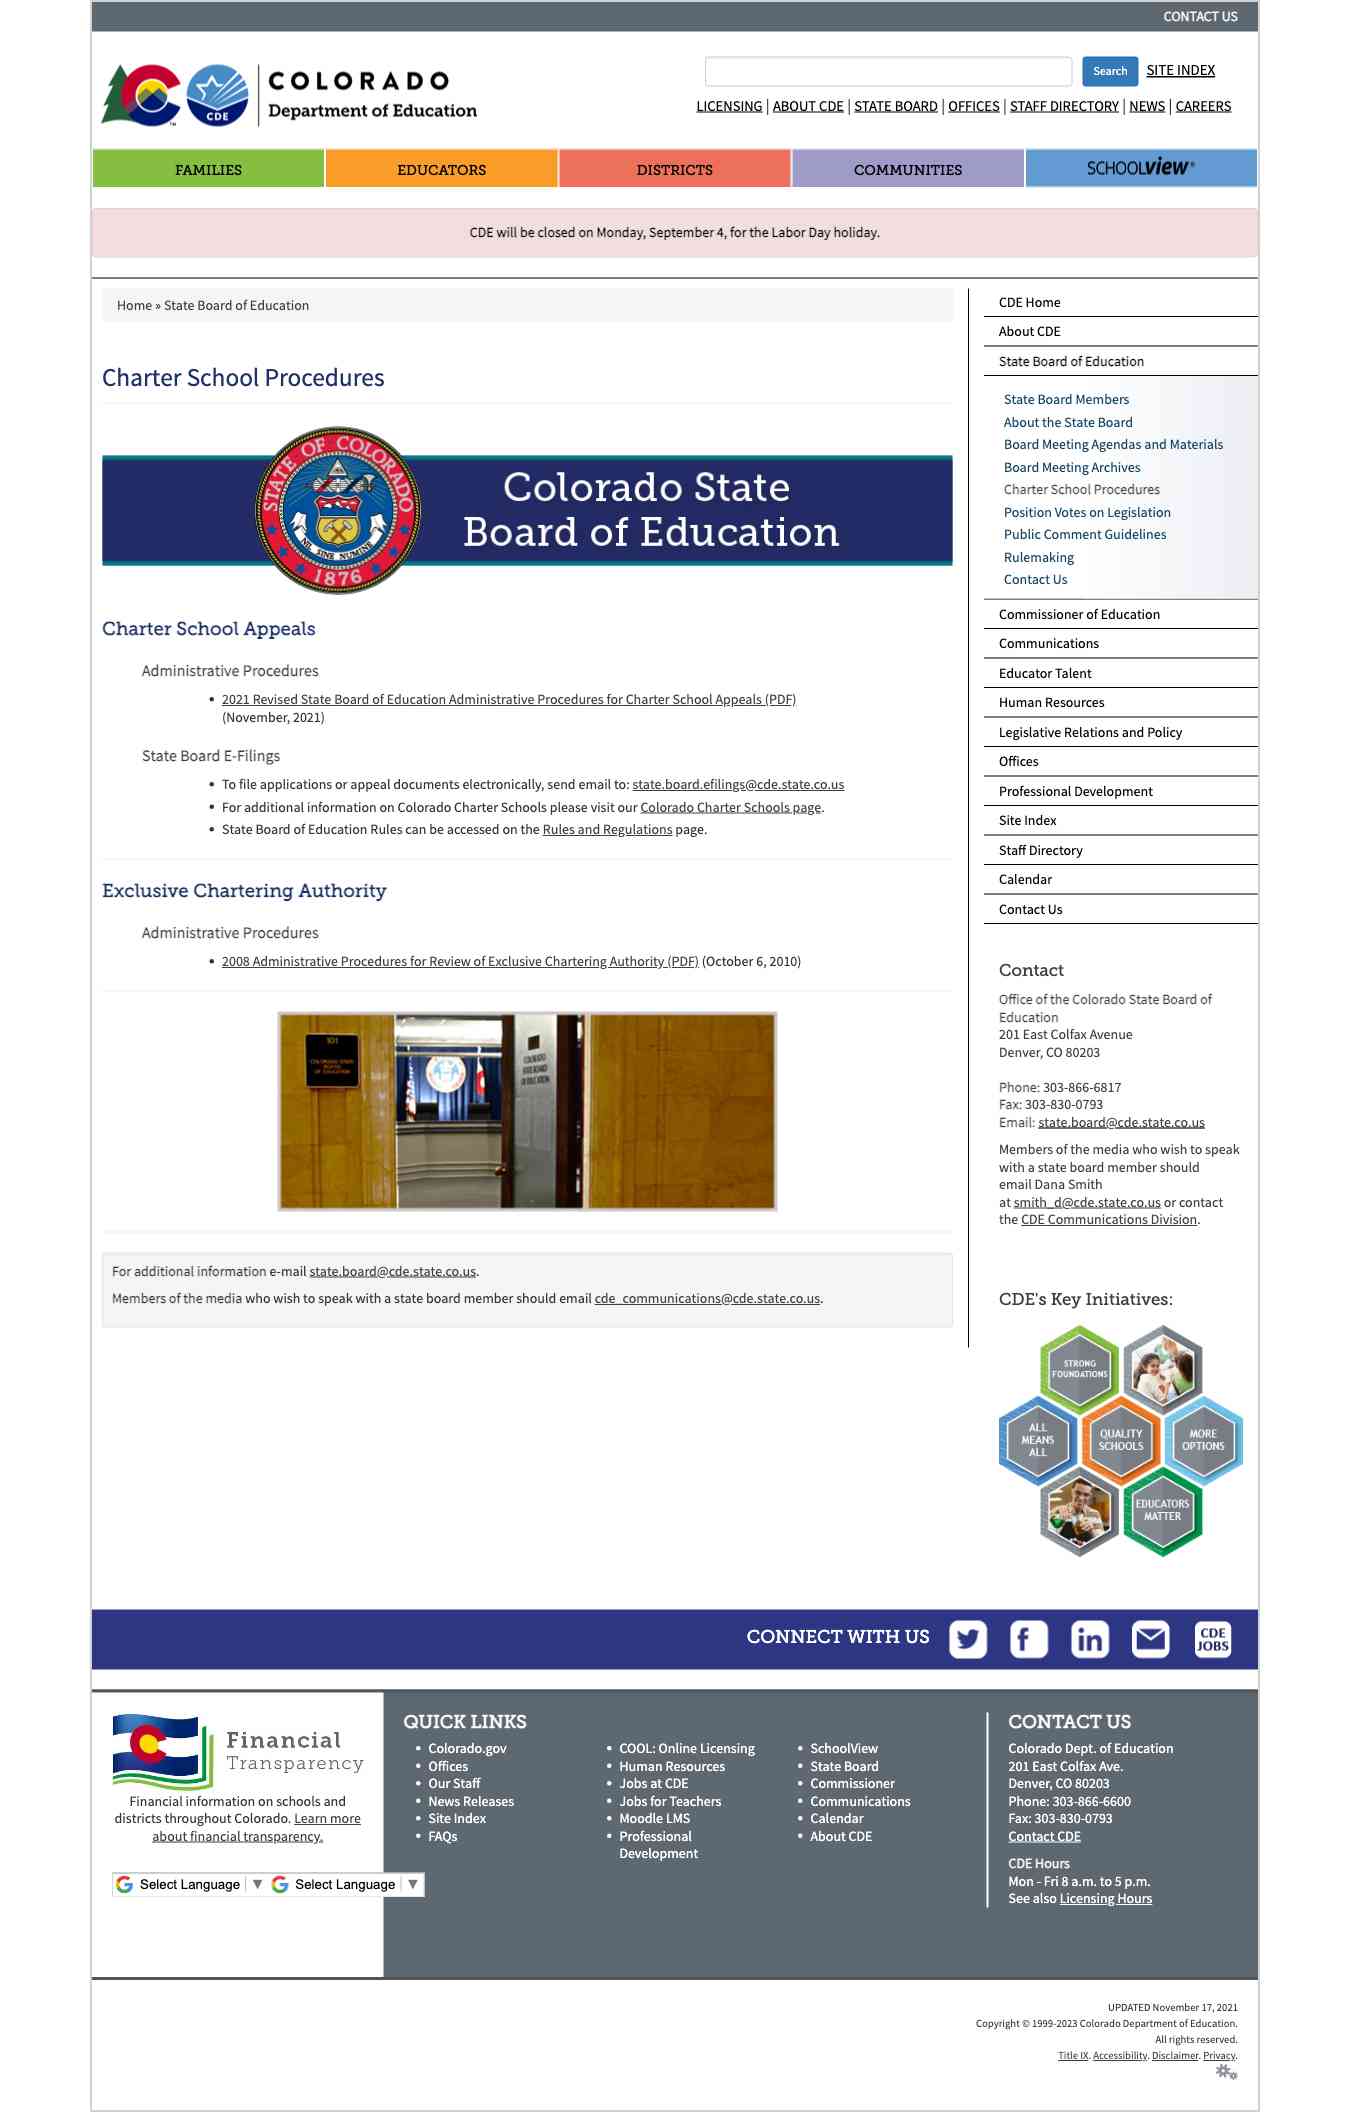 CONTACT US
COLORADO
Department of Education
CDE
Search
SITE INDEX
LICENSING | ABOUT CDE | STATE BOARD | OFFICES | STAFF DIRECTORY | NEWS | CAREERS
FAMILIES
EDUCATORS
DISTRICTS
COMMUNITIES
SCHOOLVIEW®
CDE will be closed on Monday, September 4, for the Labor Day holiday.
Home » State Board of Education
Charter School Procedures
STATE OF COLORADO
NIL SINE NUMINE
1876
Colorado State
Board of Education
Charter School Appeals
Administrative Procedures
• 2021 Revised State Board of Education Administrative Procedures for Charter School Appeals (PDF)
(November, 2021)
State Board E-Filings
• To file applications or appeal documents electronically, send email to: state.board.efilings@cde.state.co.us
• For additional information on Colorado Charter Schools please visit our Colorado Charter Schools page.
• State Board of Education Rules can be accessed on the Rules and Regulations page.
Exclusive Chartering Authority
Administrative Procedures
• 2008 Administrative Procedures for Review of Exclusive Chartering Authority (PDF) (October 6, 2010)
101
COLORADO STATE
BOARD
OF EDUCATION
COLORADO
STATE BOARD
OF EDUCATION
For additional information e-mail state.board@cde.state.co.us.
Members of the media who wish to speak with a state board member should email cde_communications@cde.state.co.us.
CDE Home
About CDE
State Board of Education
State Board Members
About the State Board
Board Meeting Agendas and Materials
Board Meeting Archives
Charter School Procedures
Position Votes on Legislation
Public Comment Guidelines
Rulemaking
Contact Us
Commissioner of Education
Communications
Educator Talent
Human Resources
Legislative Relations and Policy
Offices
Professional Development
Site Index
Staff Directory
Calendar
Contact Us
Contact
Office of the Colorado State Board of
Education
201 East Colfax Avenue
Denver, CO 80203
Phone: 303-866-6817
Fax: 303-830-0793
Email: state.board@cde.state.co.us
Members of the media who wish to speak
with a state board member should
email Dana Smith
at smith_d@cde.state.co.us or contact
the CDE Communications Division.
CDE's Key Initiatives:
STRONG
FOUNDATIONS
ALL
MEANS
ALL
QUALITY
SCHOOLS
MORE
OPTIONS
EDUCATORS
MATTER
CONNECT WITH US
CDE
JOBS
Financial
Transparency
Financial information on schools and
districts throughout Colorado. Learn more
about financial transparency.
Select Language ▼
Select Language ▼
QUICK LINKS
• Colorado.gov
• Offices
• Our Staff
• News Releases
• Site Index
• FAQs
• COOL: Online Licensing
• Human Resources
• Jobs at CDE
• Jobs for Teachers
• Moodle LMS
• Professional
Development
• SchoolView
• State Board
• Commissioner
• Communications
• Calendar
• About CDE
CONTACT US
Colorado Dept. of Education
201 East Colfax Ave.
Denver, CO 80203
Phone: 303-866-6600
Fax: 303-830-0793
Contact CDE
CDE Hours
Mon - Fri 8 a.m. to 5 p.m.
See also Licensing Hours
UPDATED November 17, 2021
Copyright © 1999-2023 Colorado Department of Education.
All rights reserved.
Title IX. Accessibility. Disclaimer. Privacy.